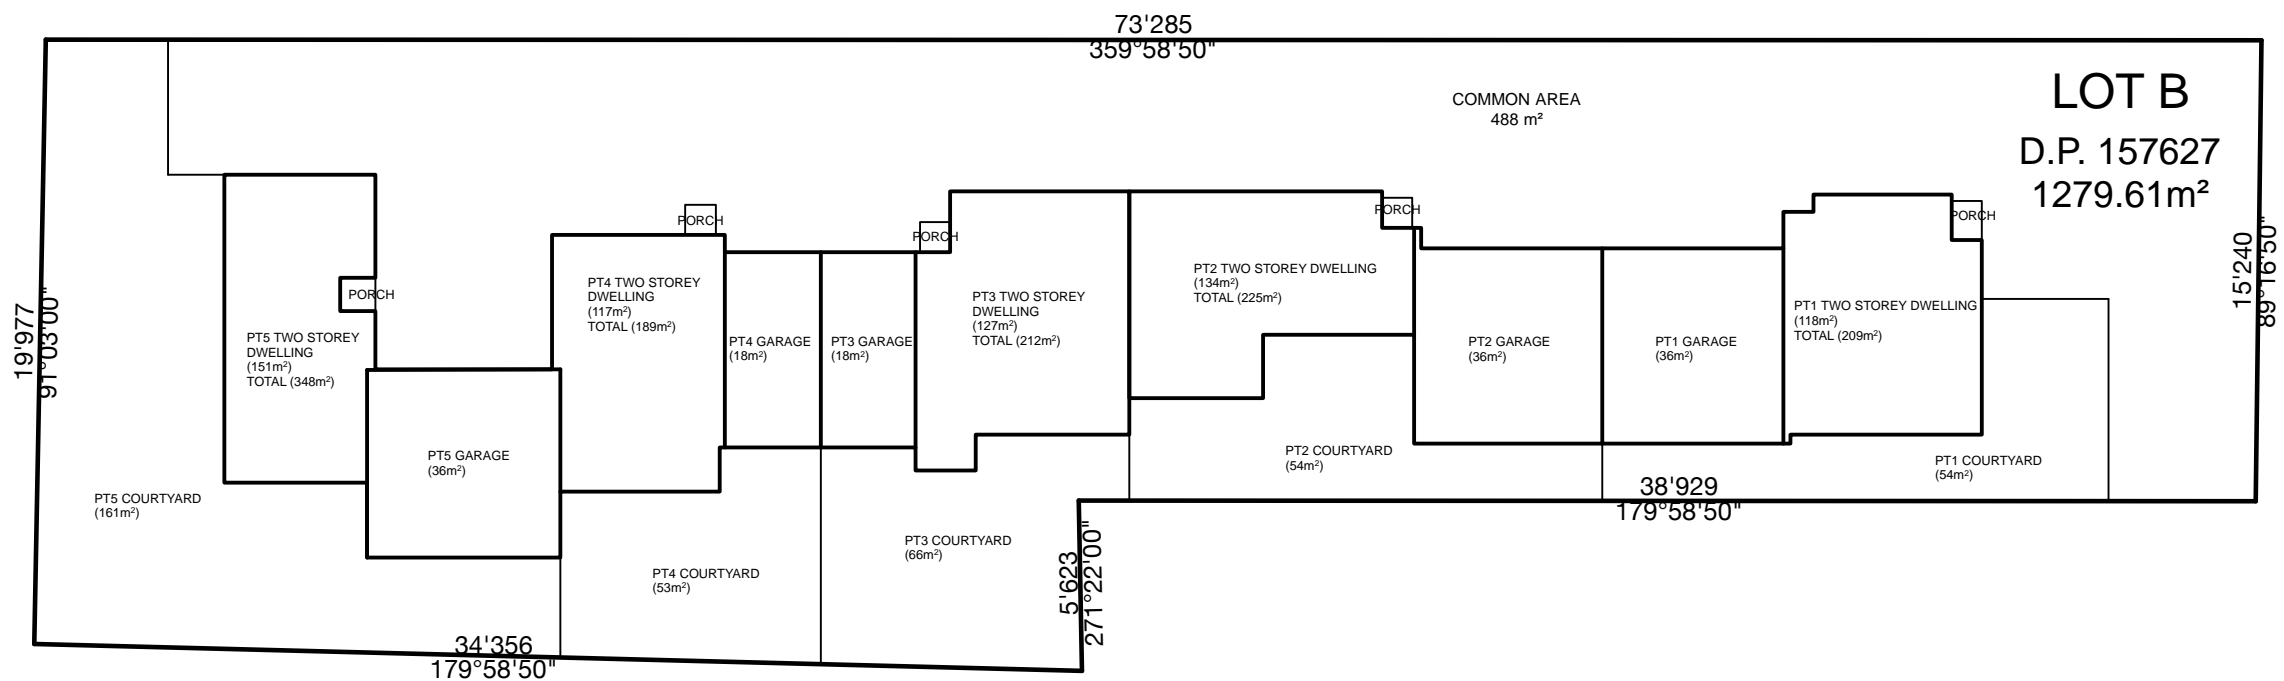 73'285
359°58'50"
LOT B
D.P. 157627
1279.61m²
COMMON AREA
488 m²
15'240
89°16'50"
19'977
91°03'00"
PORCH
PT5 TWO STOREY
DWELLING
(151m²)
TOTAL (348m²)
PT5 GARAGE
(36m²)
PT5 COURTYARD
(161m²)
PORCH
PT4 TWO STOREY
DWELLING
(117m²)
TOTAL (189m²)
PT4 GARAGE
(18m²)
PT4 COURTYARD
(53m²)
PT3 GARAGE
(18m²)
PORCH
PT3 TWO STOREY
DWELLING
(127m²)
TOTAL (212m²)
PT3 COURTYARD
(66m²)
PORCH
PT2 TWO STOREY DWELLING
(134m²)
TOTAL (225m²)
PT2 COURTYARD
(54m²)
PT2 GARAGE
(36m²)
PT1 GARAGE
(36m²)
PORCH
PT1 TWO STOREY DWELLING
(118m²)
TOTAL (209m²)
PT1 COURTYARD
(54m²)
38'929
179°58'50"
5'623
271°22'00"
34'356
179°58'50"